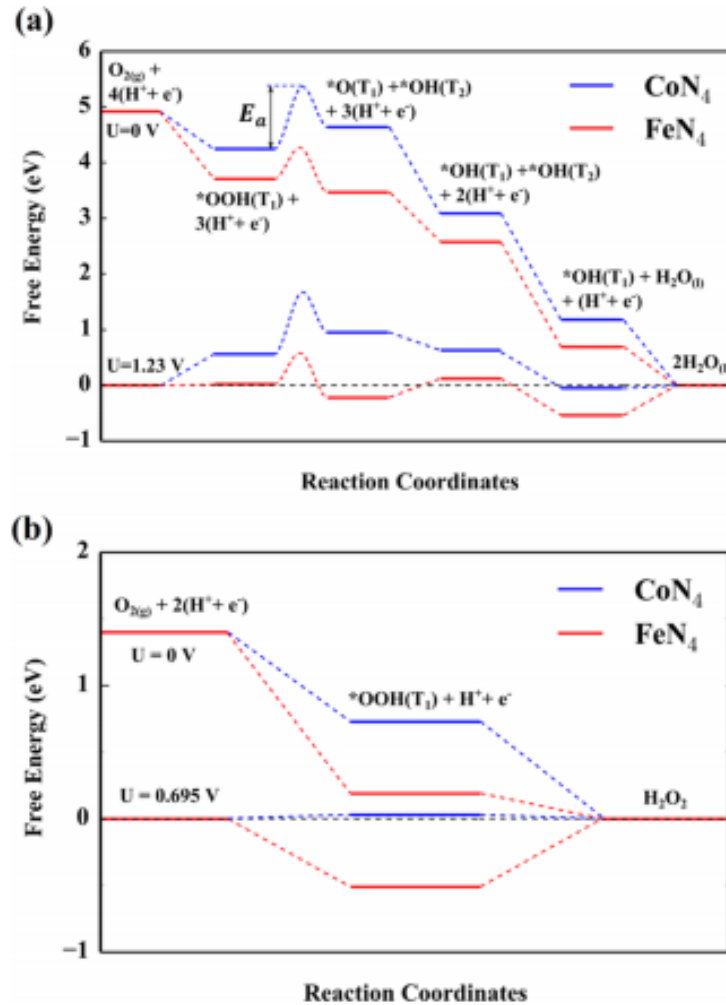 (a)
6
5
4
3
2
1
0
−1
Free Energy (eV)
O₂₍g₎ +
4(H⁺+ e⁻)
U=0 V
Eₐ
*O(T₁) +*OH(T₂)
+ 3(H⁺+ e⁻)
CoN₄
FeN₄
*OOH(T₁) +
3(H⁺+ e⁻)
*OH(T₁) +*OH(T₂)
+ 2(H⁺+ e⁻)
*OH(T₁) + H₂O₍l₎
+ (H⁺+ e⁻)
U=1.23 V
2H₂O₍l
Reaction Coordinates
(b)
2
1
0
−1
Free Energy (eV)
O₂₍g₎ + 2(H⁺+ e⁻)
U = 0 V
CoN₄
FeN₄
*OOH(T₁) + H⁺+ e⁻
U = 0.695 V
H₂O₂
Reaction Coordinates